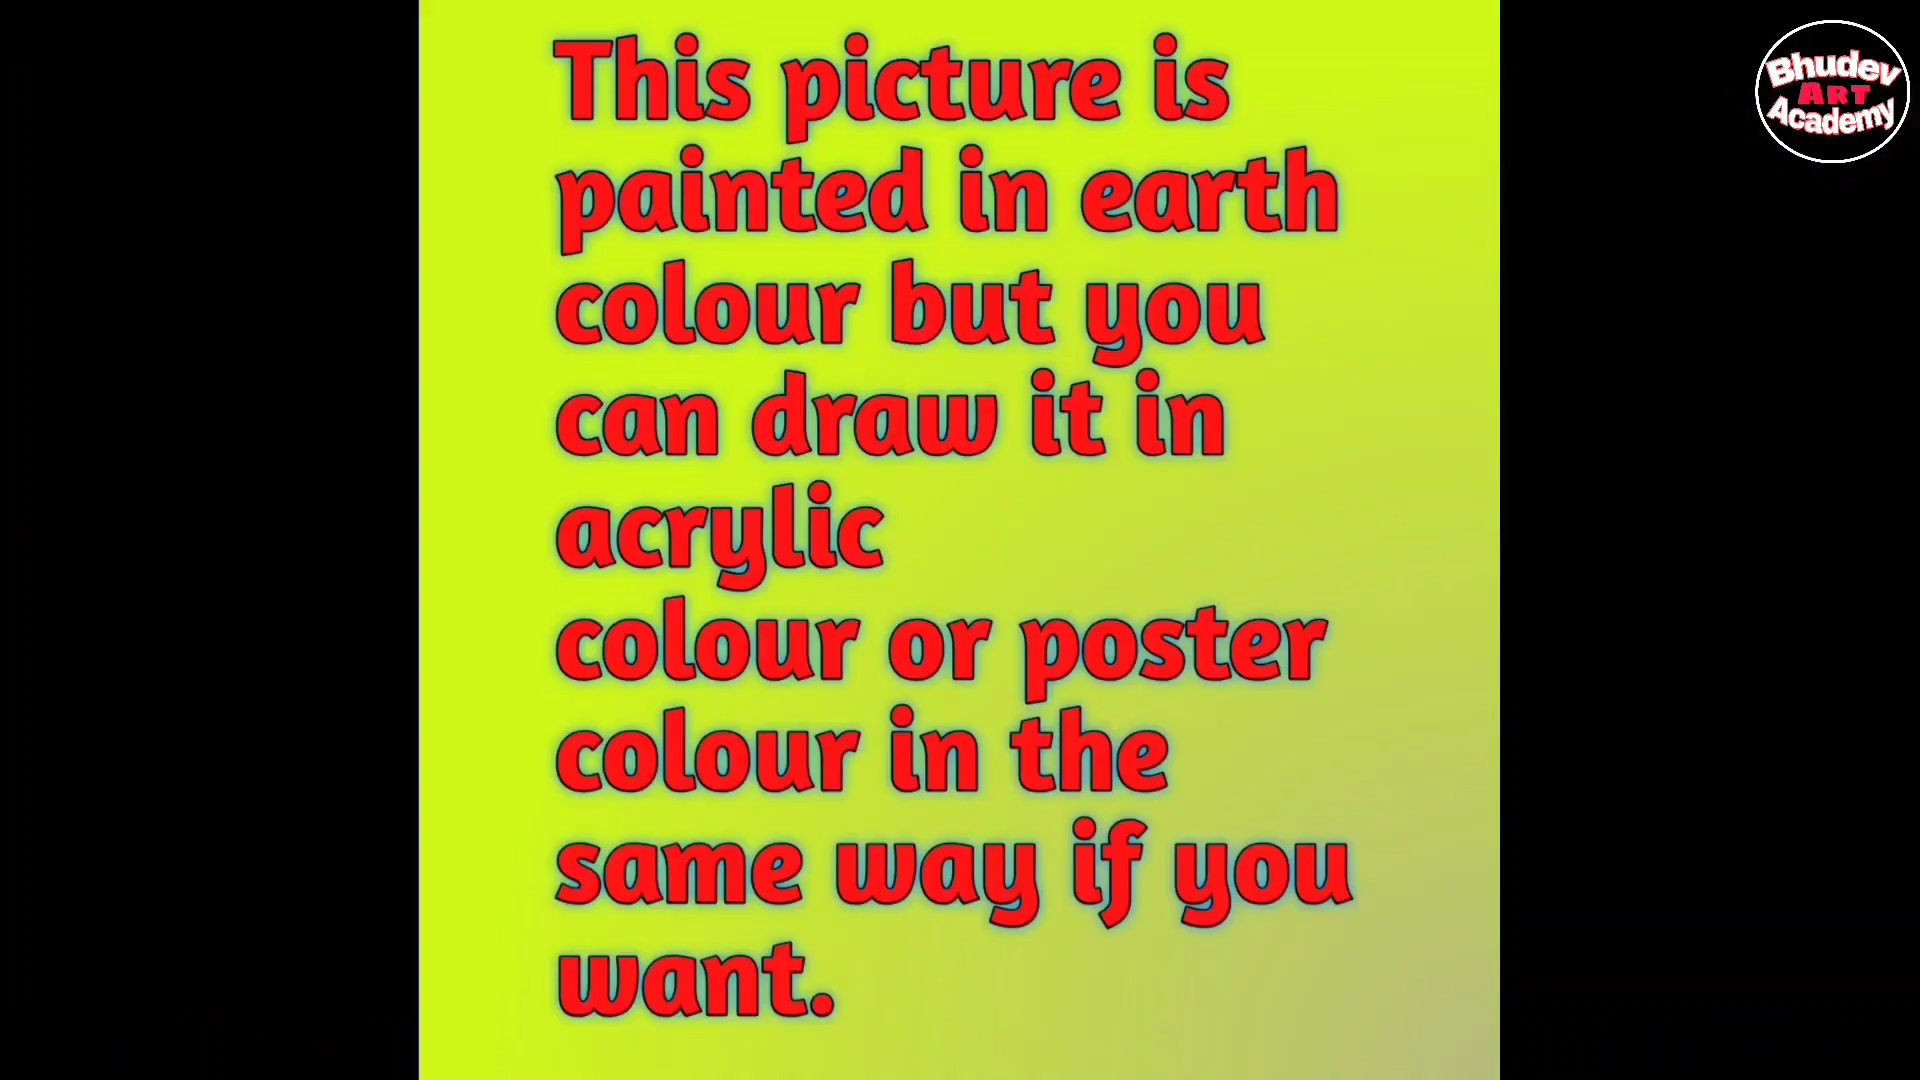 This picture is
painted in earth
colour but you
can draw it in
acrylic
colour or poster
colour in the
same way if you
want.
Bhudev
ART
Academy